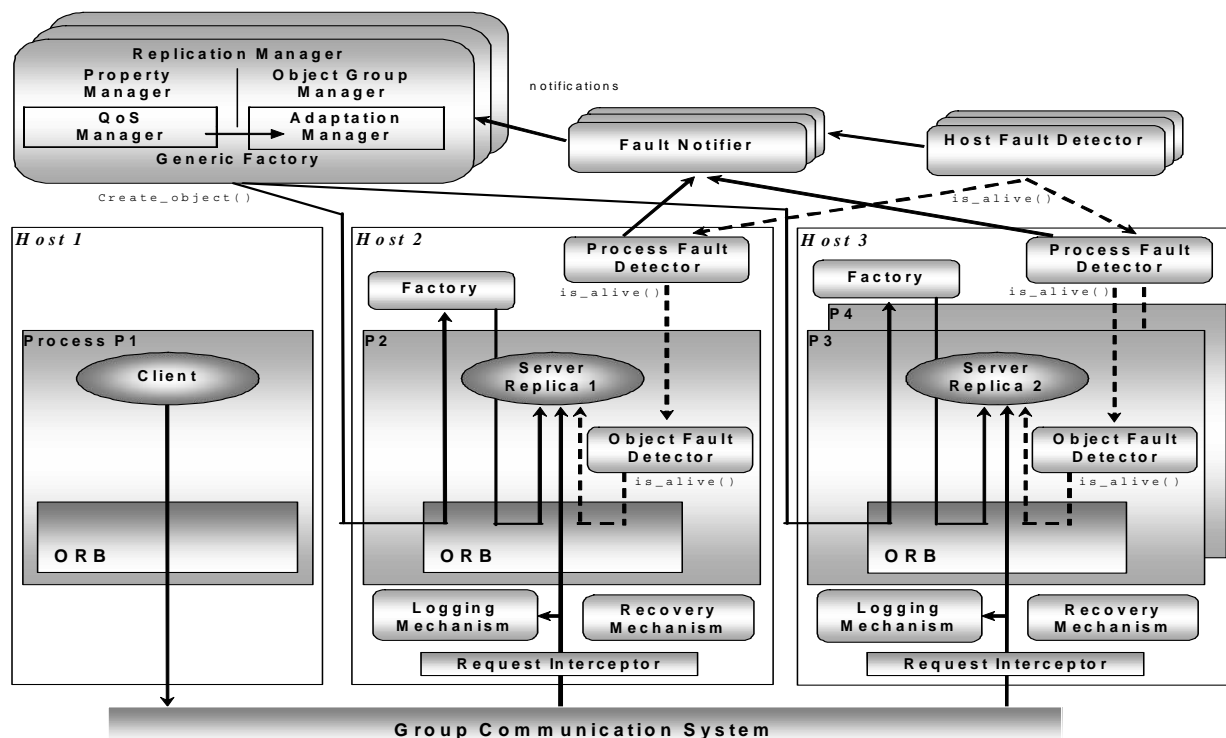 Replication Manager
Property Manager
Object Group Manager
QoS Manager
Adaptation Manager
Generic Factory
notifications
Fault Notifier
Host Fault Detector
Create_object()
is_alive()
Host 1
Process P1
Client
ORB
Host 2
Process Fault Detector
is_alive()
Factory
P2
Server Replica 1
Object Fault Detector
is_alive()
ORB
Logging Mechanism
Recovery Mechanism
Request Interceptor
Host 3
Process Fault Detector
is_alive()
Factory
P4
P3
Server Replica 2
Object Fault Detector
is_alive()
ORB
Logging Mechanism
Recovery Mechanism
Request Interceptor
Group Communication System